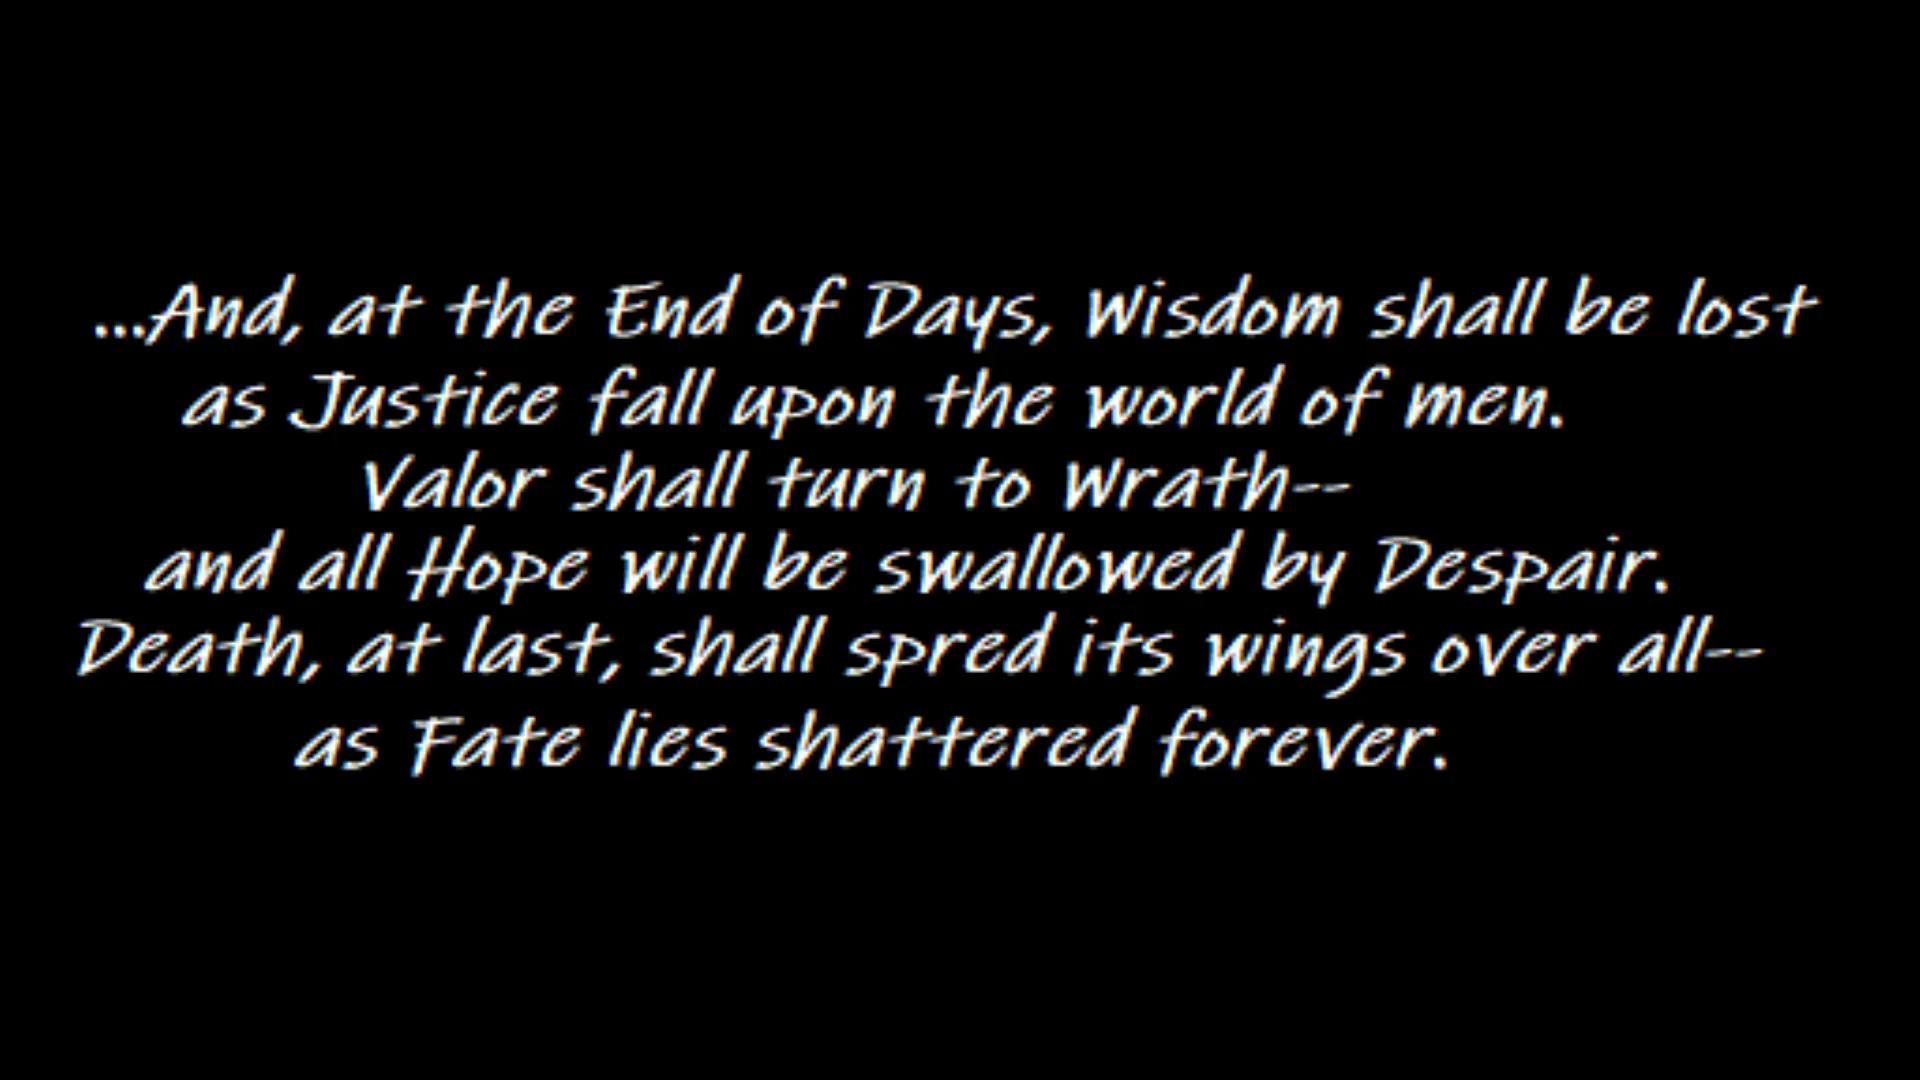 ...And, at the End of Days, Wisdom shall be lost
as Justice fall upon the world of men.
Valor shall turn to Wrath--
and all Hope will be swallowed by Despair.
Death, at last, shall spred its wings over all--
as Fate lies shattered forever.